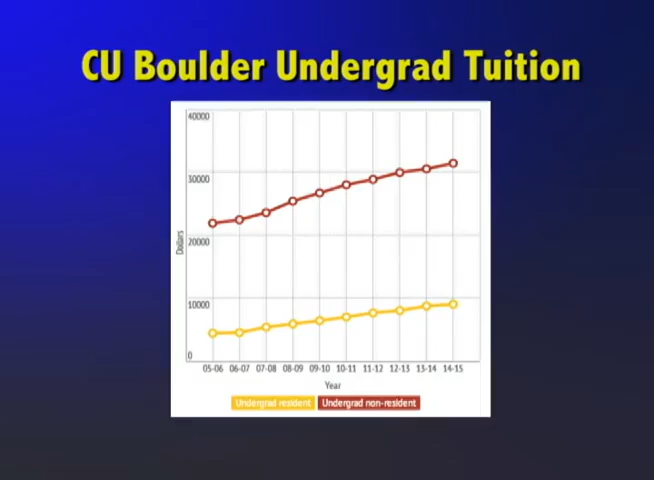 CU Boulder Undergrad Tuition
40000
30000
20000
10000
0
Dollars
05-06 06-07 07-08 08-09 09-10 10-11 11-12 12-13 13-14 14-15
Year
Undergrad resident Undergrad non-resident